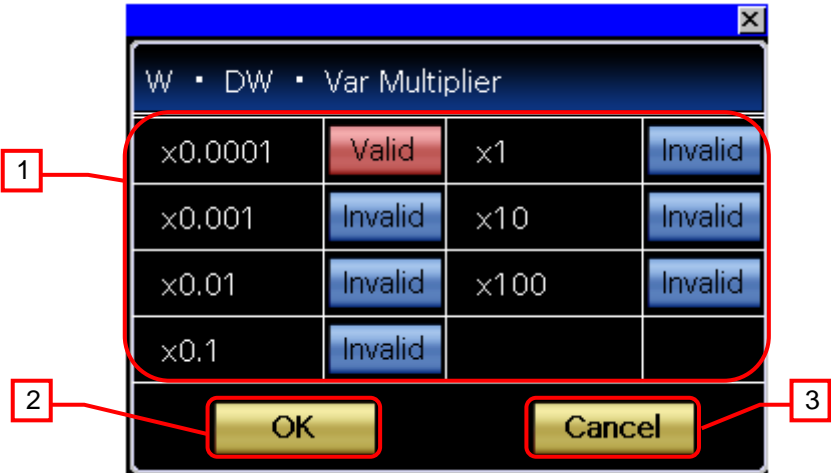 W ・ DW ・ Var Multiplier
x0.0001 Valid x1 Invalid
1
x0.001 Invalid x10 Invalid
x0.01 Invalid x100 Invalid
x0.1 Invalid
2 OK Cancel 3